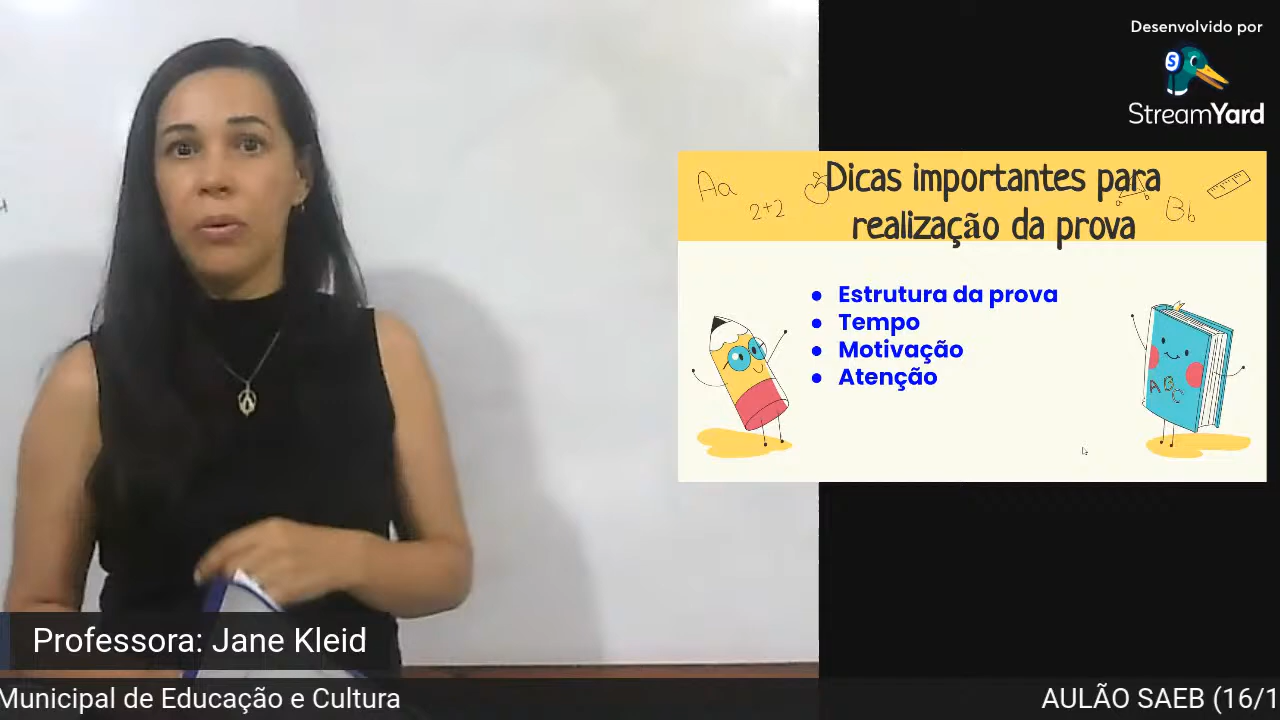 Desenvolvido por
StreamYard
Aa
2+2
Bb
Dicas importantes para
realização da prova
● Estrutura da prova
● Tempo
● Motivação
● Atenção
ABC
Professora: Jane Kleid
Municipal de Educação e Cultura
AULÃO SAEB (16/1